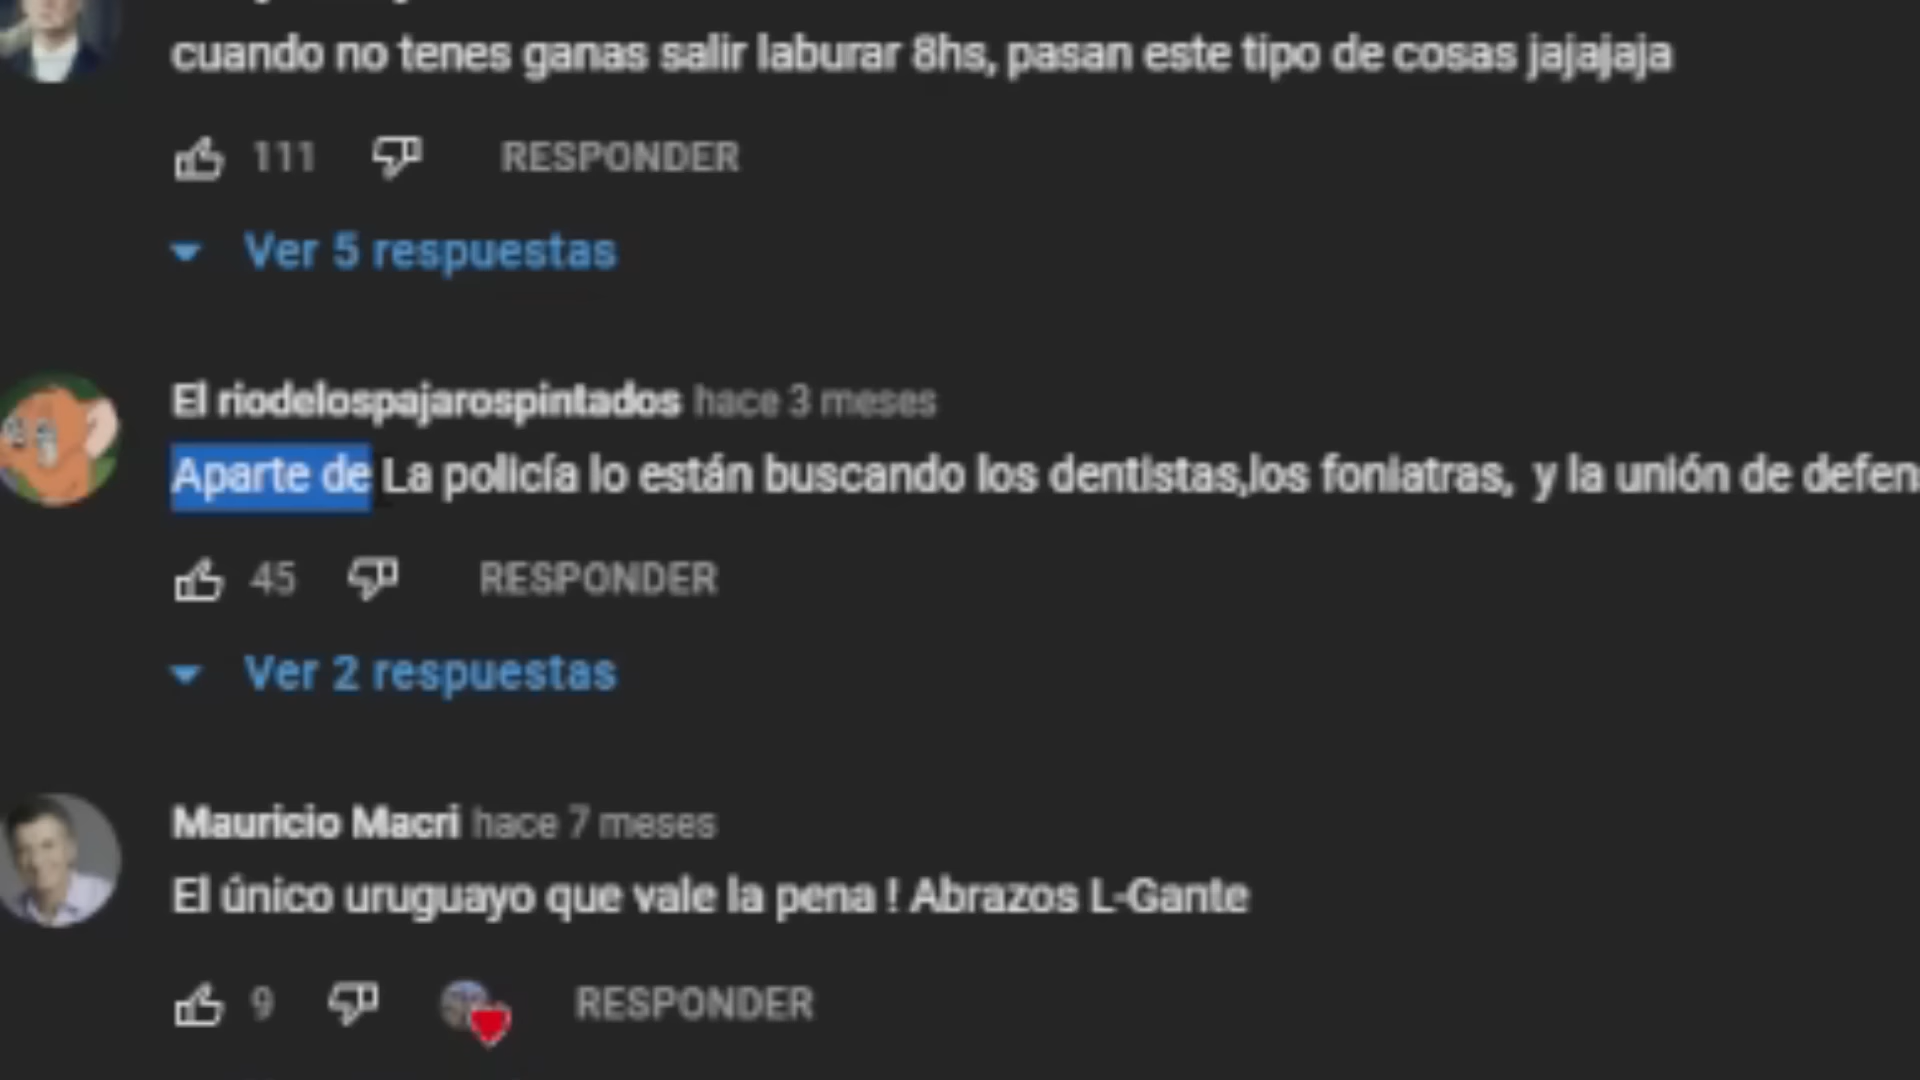 cuando no tenes ganas salir laburar 8hs, pasan este tipo de cosas jajajaja
111 RESPONDER
Ver 5 respuestas
El riodelospajarospintados hace 3 meses
Aparte de La policía lo están buscando los dentistas,los foniatras, y la unión de defen
45 RESPONDER
Ver 2 respuestas
Mauricio Macri hace 7 meses
El único uruguayo que vale la pena ! Abrazos L-Gante
9 RESPONDER